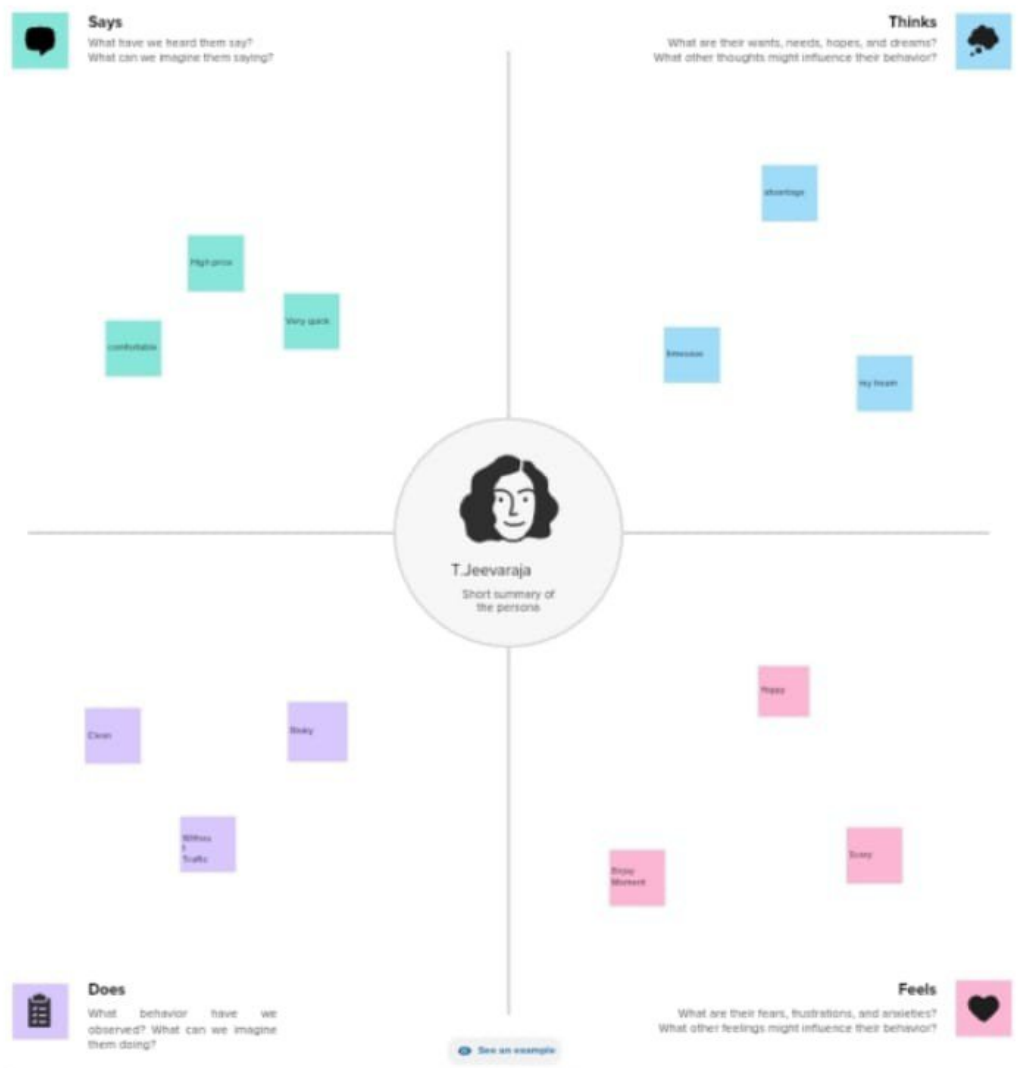 Says
What have we heard them say?
What can we imagine them saying?
Thinks
What are their wants, needs, hopes, and dreams?
What other thoughts might influence their behavior?
advantage
High price
Very quick
comfortable
my
T.Jeevaraja
Short summary of
the persona
Happy
Clean
Risky
Withou
t
Traffic
Enjoy
Moment
Scary
Does
What behavior have we
observed? What can we imagine
them doing?
Feels
What are their fears, frustrations, and anxieties?
What other feelings might influence their behavior?
See an example